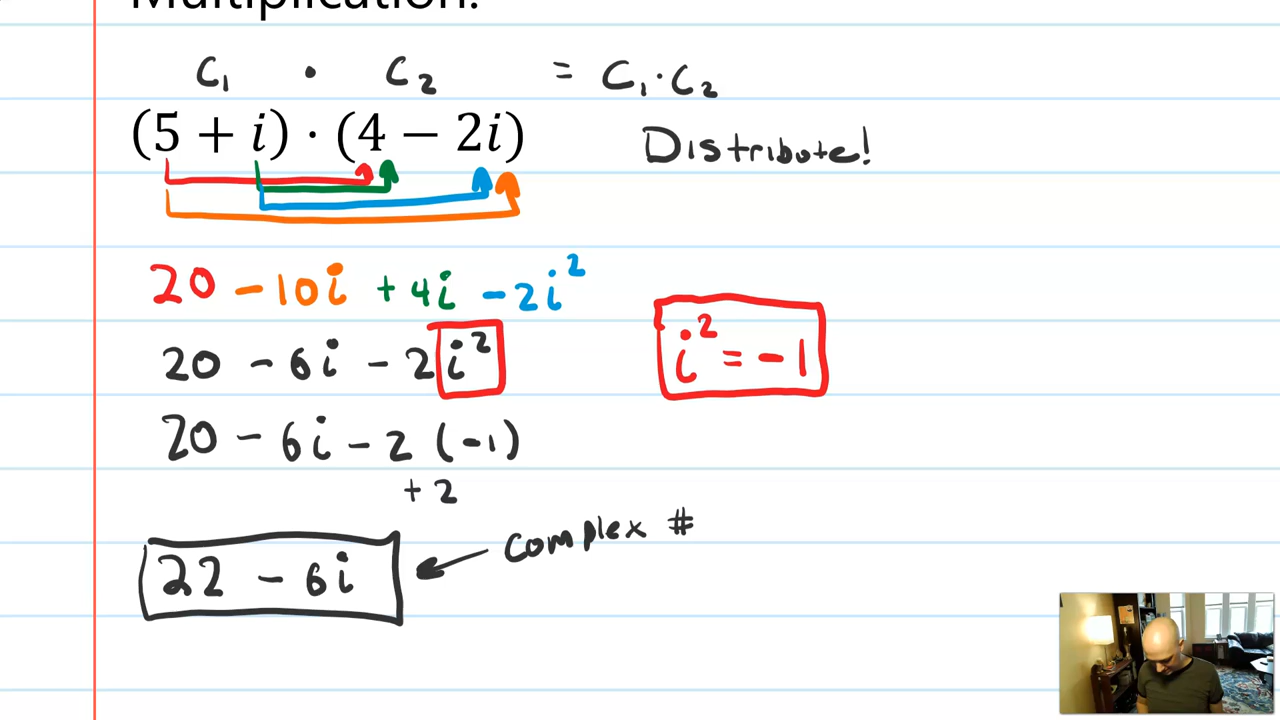 Multiplication:
C₁ · C₂ = C₁·C₂
(5 + i) · (4 − 2i) Distribute!
20 − 10i + 4i − 2i²
20 − 6i − 2i² i² = −1
20 − 6i − 2 (−1)
+ 2
22 − 6i ← complex #